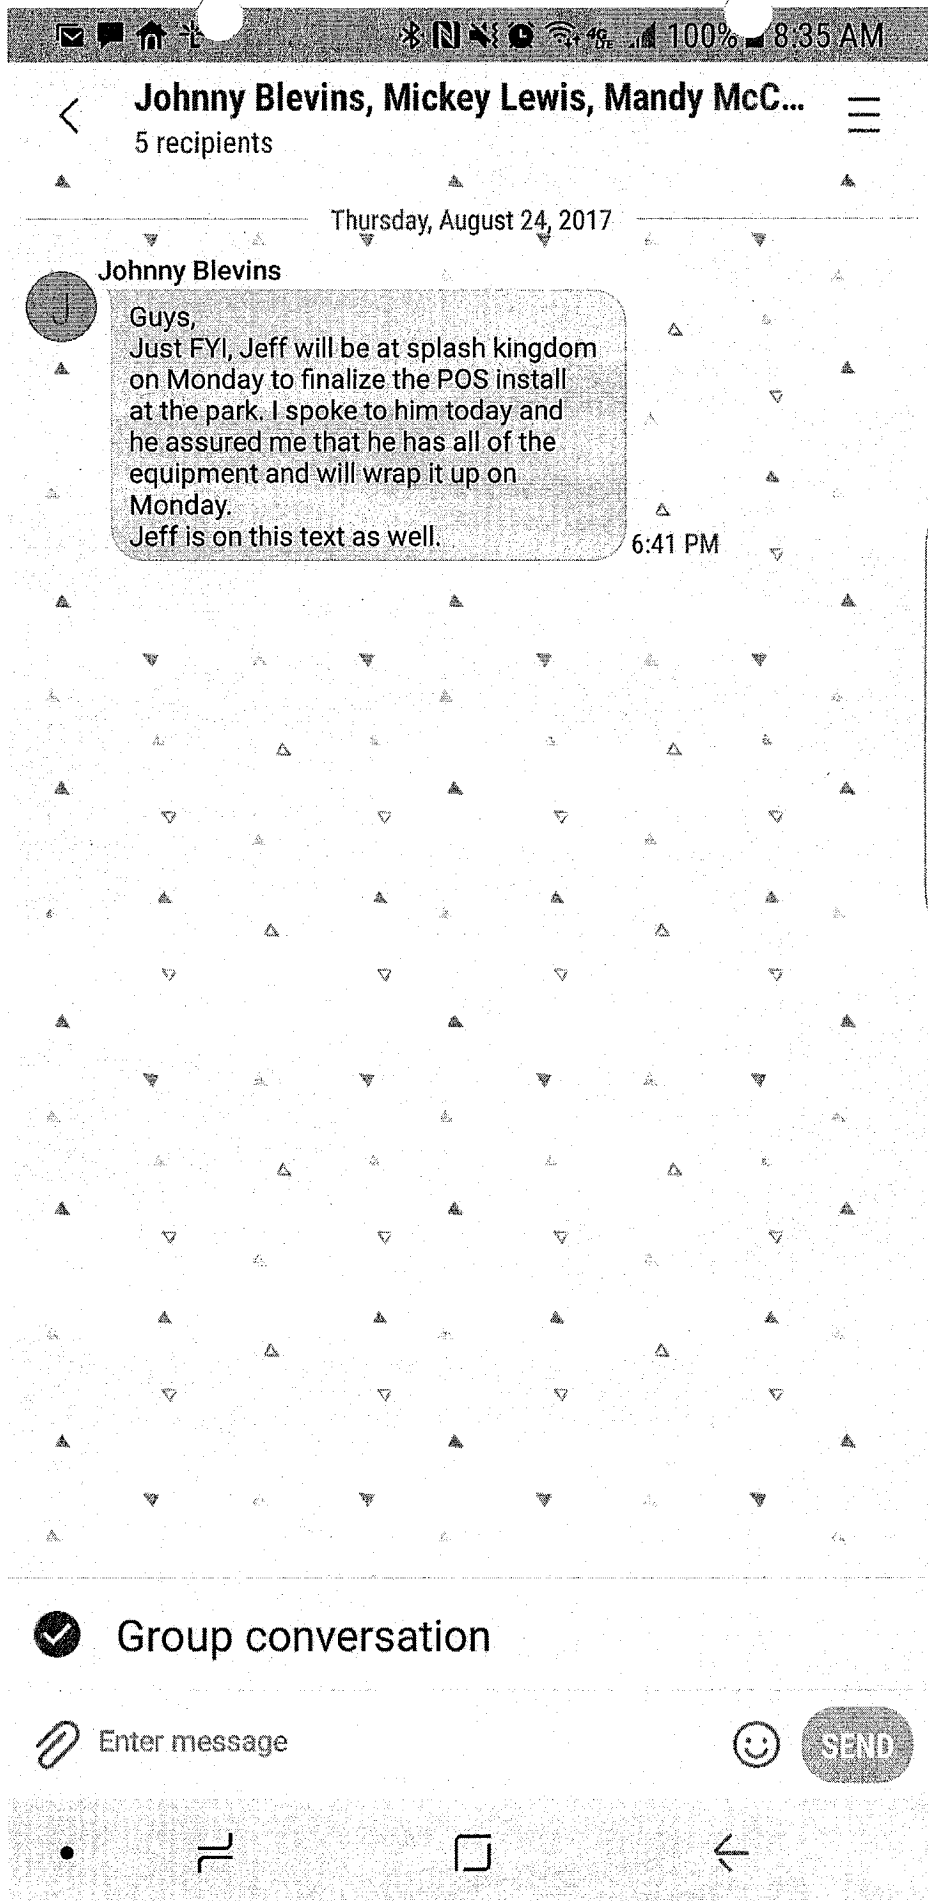 4G LTE 100% 8:35 AM
Johnny Blevins, Mickey Lewis, Mandy McC...
5 recipients
Thursday, August 24, 2017
Johnny Blevins
J
Guys,
Just FYI, Jeff will be at splash kingdom
on Monday to finalize the POS install
at the park. I spoke to him today and
he assured me that he has all of the
equipment and will wrap it up on
Monday.
Jeff is on this text as well.
6:41 PM
Group conversation
Enter message
SEND